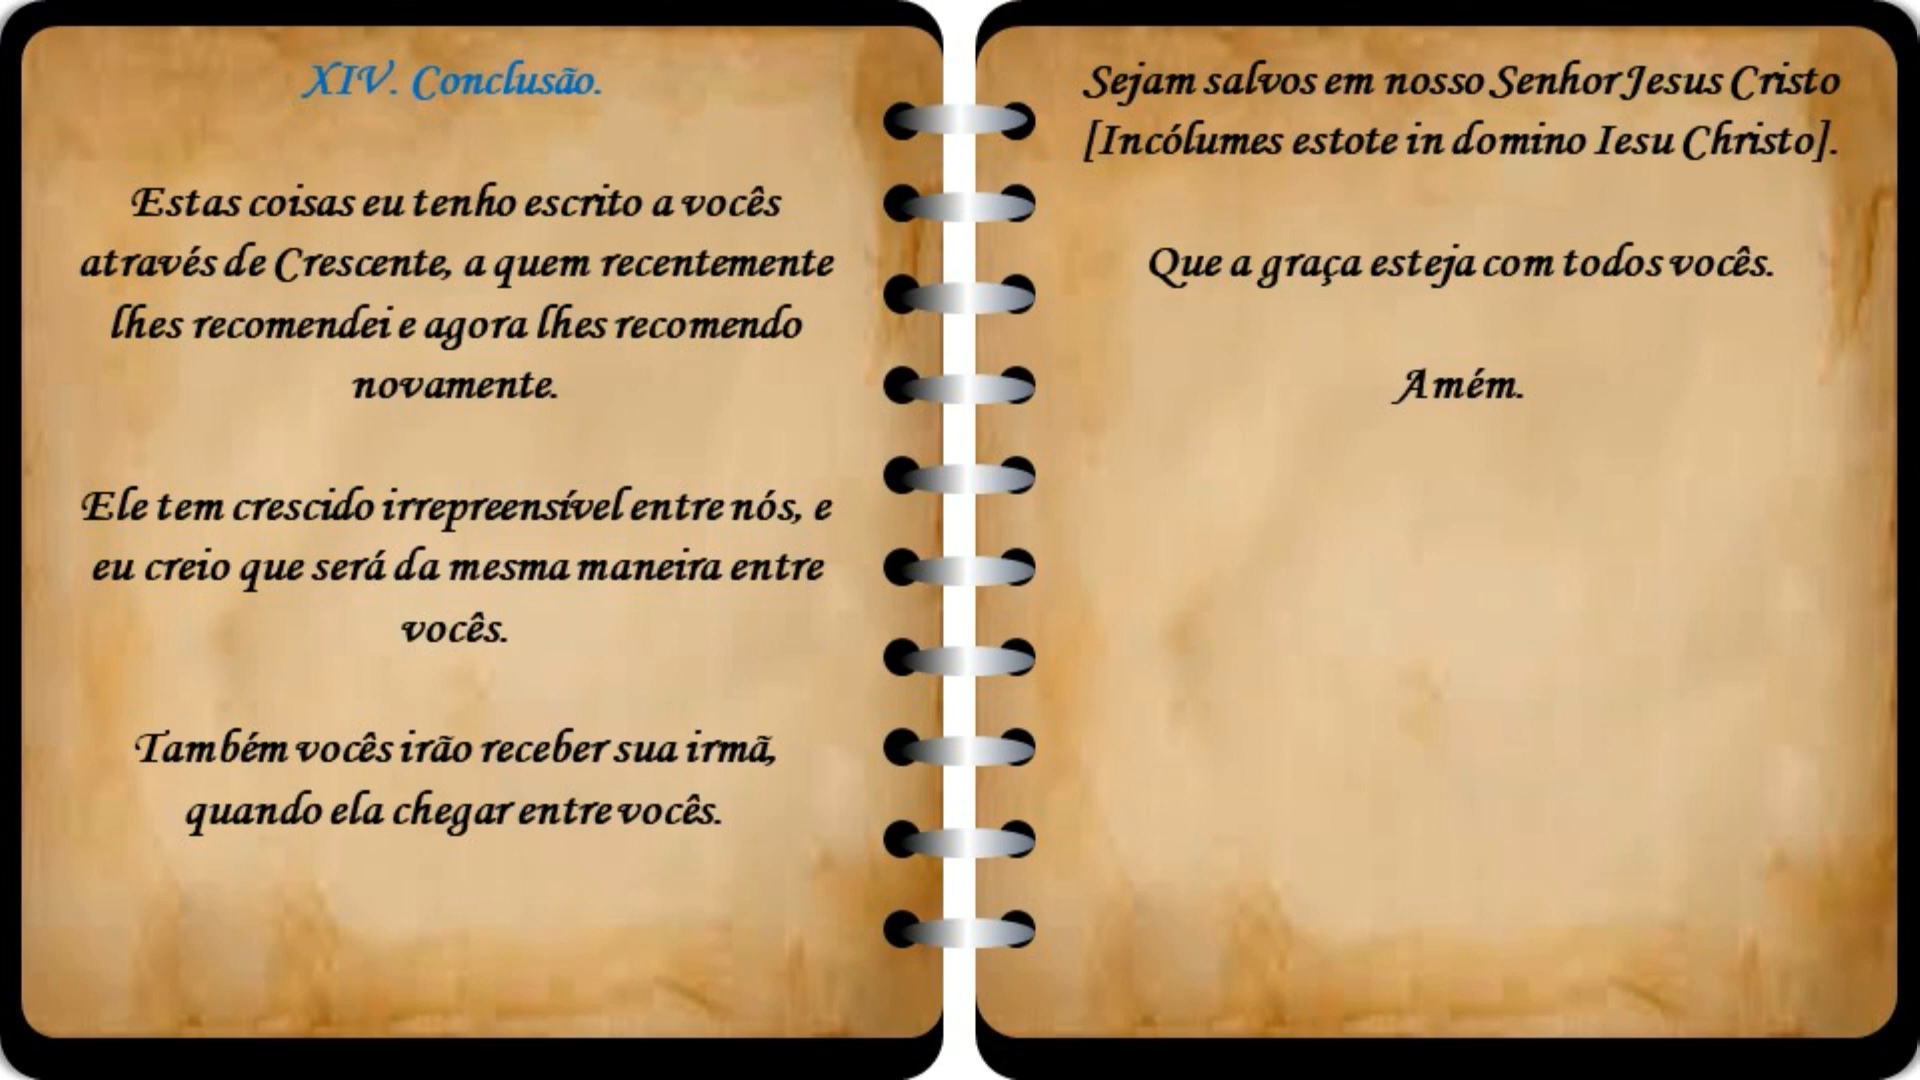 XIV. Conclusão.
Estas coisas eu tenho escrito a vocês
através de Crescente, a quem recentemente
lhes recomendei e agora lhes recomendo
novamente.
Ele tem crescido irrepreensível entre nós, e
eu creio que será da mesma maneira entre
vocês.
Também vocês irão receber sua irmã,
quando ela chegar entre vocês.
Sejam salvos em nosso Senhor Jesus Cristo
[Incólumes estote in domino Iesu Christo].
Que a graça esteja com todos vocês.
Amém.